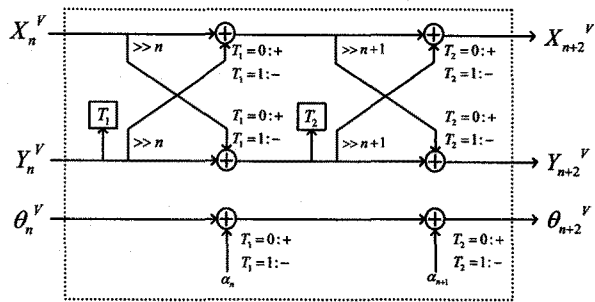 X_n^V
>>n
T_1 = 0:+
T_1 = 1:-
>>n+1
T_2 = 0:+
T_2 = 1:-
X_{n+2}^V
T_1
T_1 = 0:+
T_1 = 1:-
T_2
T_2 = 0:+
T_2 = 1:-
>>n
>>n+1
Y_n^V
Y_{n+2}^V
θ_n^V
θ_{n+2}^V
T_1 = 0:+
T_1 = 1:-
α_n
T_2 = 0:+
T_2 = 1:-
α_{n+1}